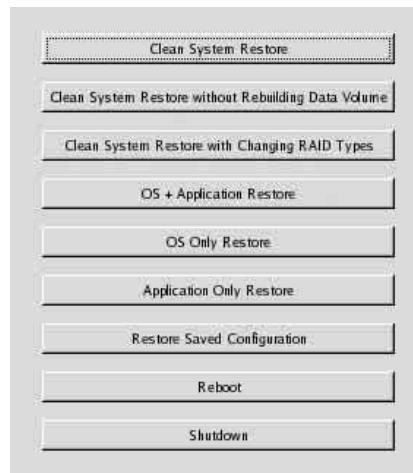 Clean System Restore
Clean System Restore without Rebuilding Data Volume
Clean System Restore with Changing RAID Types
OS + Application Restore
OS Only Restore
Application Only Restore
Restore Saved Configuration
Reboot
Shutdown